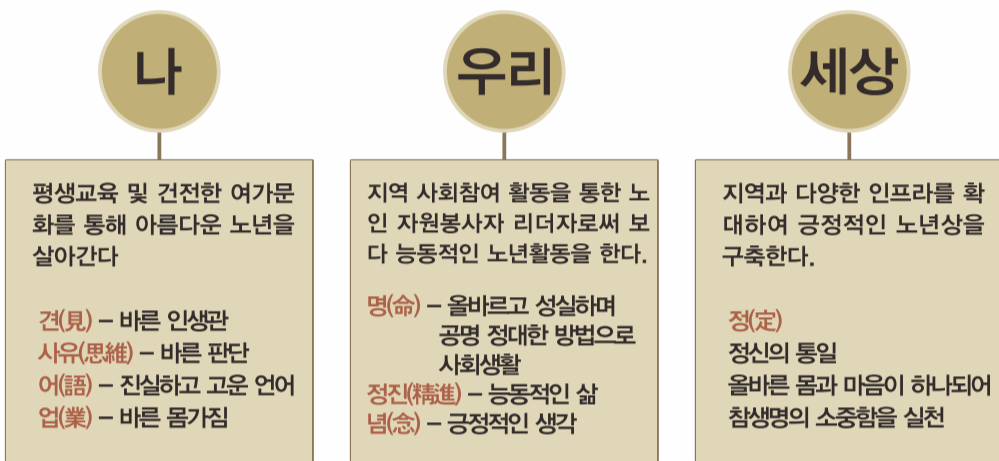 나
평생교육 및 건전한 여가문
화를 통해 아름다운 노년을
살아간다
견(見) – 바른 인생관
사유(思維) – 바른 판단
어(語) – 진실하고 고운 언어
업(業) – 바른 몸가짐
우리
지역 사회참여 활동을 통한 노
인 자원봉사자 리더자로써 보
다 능동적인 노년활동을 한다.
명(命) – 올바르고 성실하며
공명 정대한 방법으로
사회생활
정진(精進) – 능동적인 삶
념(念) – 긍정적인 생각
세상
지역과 다양한 인프라를 확
대하여 긍정적인 노년상을
구축한다.
정(定)
정신의 통일
올바른 몸과 마음이 하나되어
참생명의 소중함을 실천